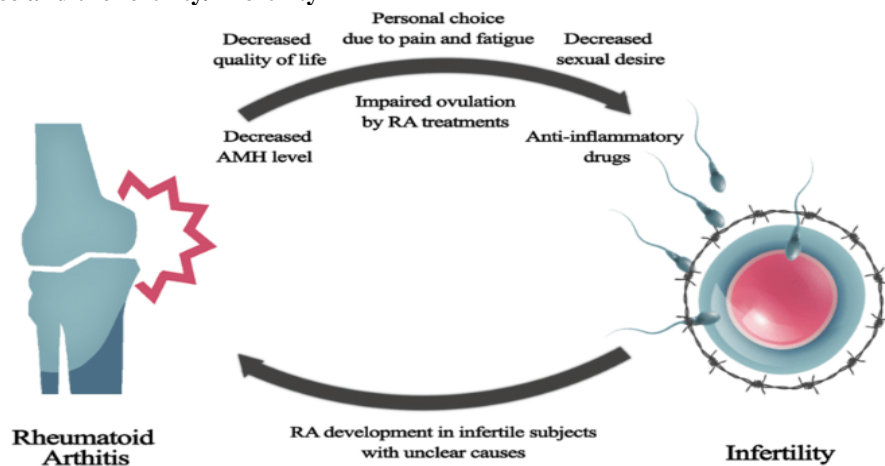 Personal choice
due to pain and fatigue
Decreased
quality of life
Decreased
sexual desire
Impaired ovulation
by RA treatments
Decreased
AMH level
Anti-inflammatory
drugs
Rheumatoid
Arthitis
RA development in infertile subjects
with unclear causes
Infertility